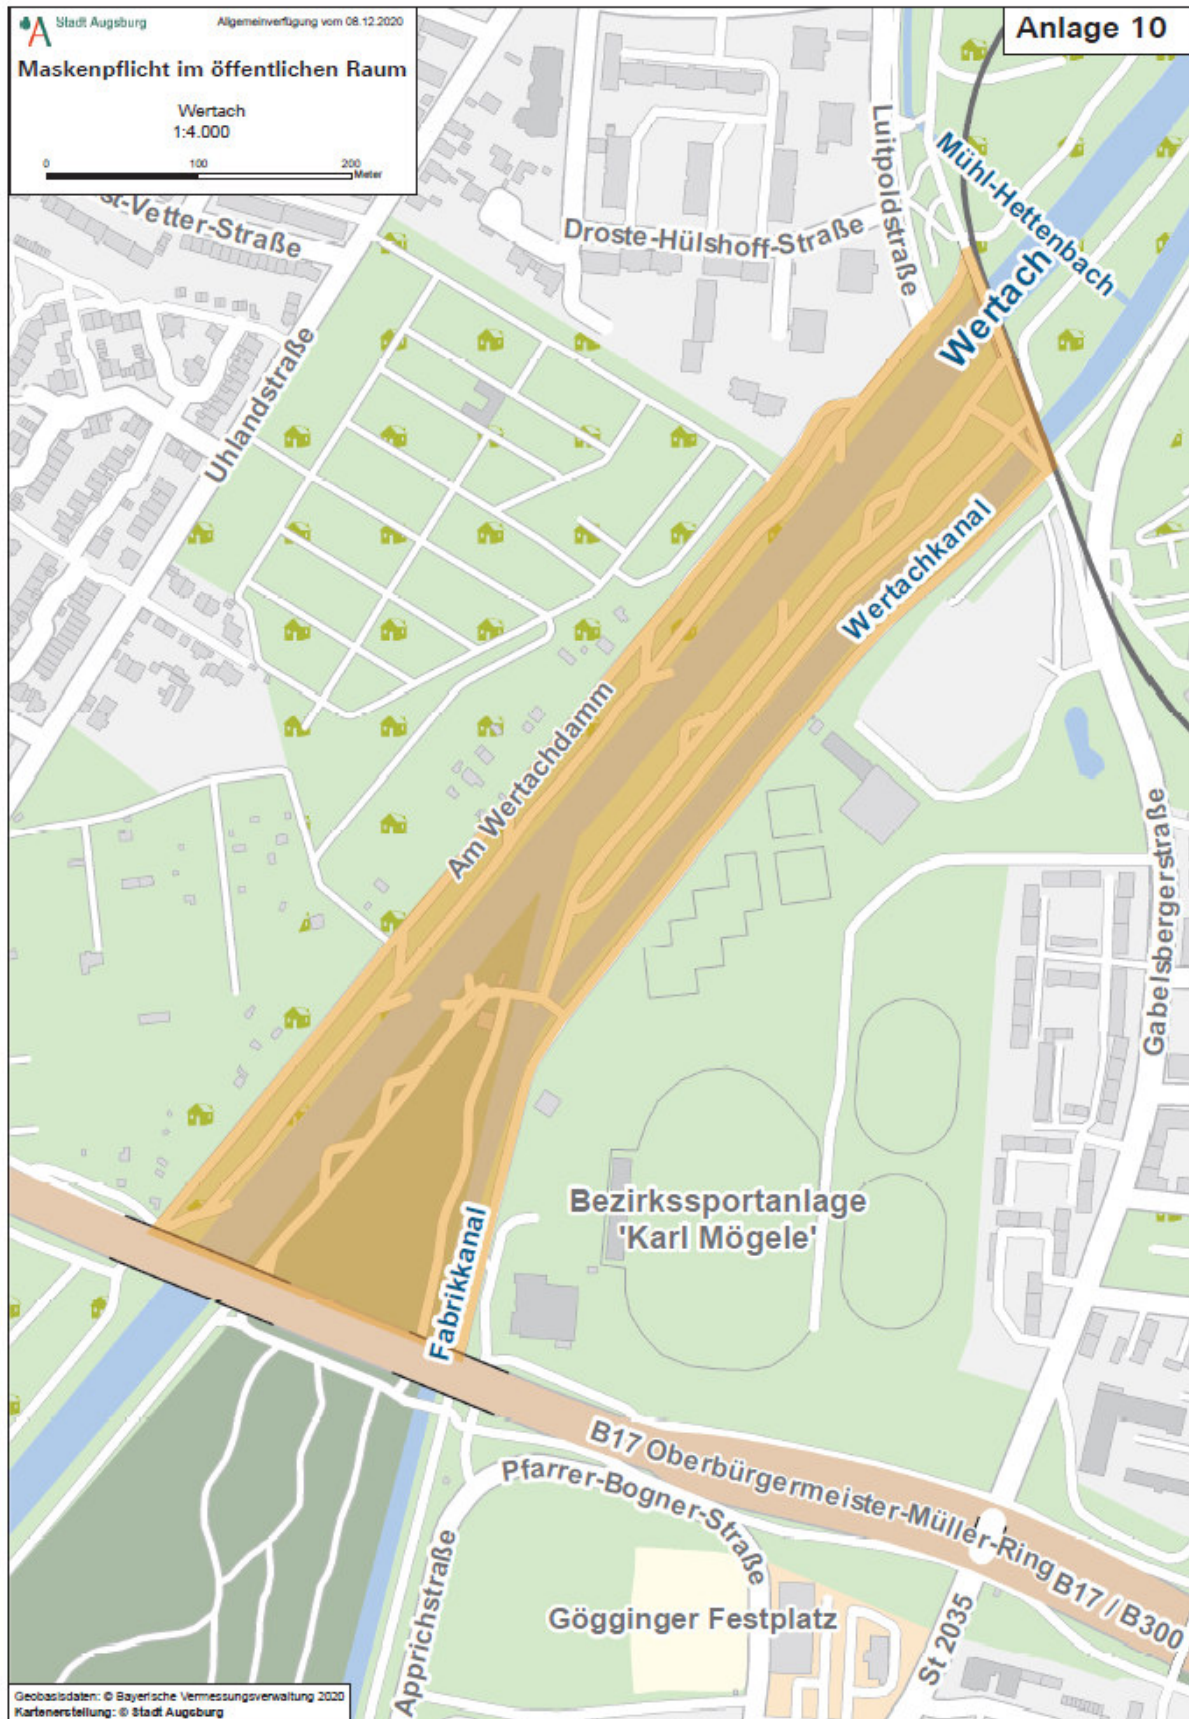 Stadt Augsburg
Allgemeinverfügung vom 08.12.2020
Maskenpflicht im öffentlichen Raum
Wertach
1:4.000
0 100 200
Meter
Anlage 10
st-Vetter-Straße
Uhlandstraße
Droste-Hülshoff-Straße
Luitpoldstraße
Mühl-Hettenbach
Wertach
Wertachkanal
Am Wertachdamm
Gabelsbergerstraße
Bezirkssportanlage
'Karl Mögele'
Fabrikkanal
B17 Oberbürgermeister-Müller-Ring
B17 / B300
Pfarrer-Bogner-Straße
Apprichstraße
Gögginger Festplatz
St 2035
Geobasisdaten: © Bayerische Vermessungsverwaltung 2020
Kartenerstellung: © Stadt Augsburg